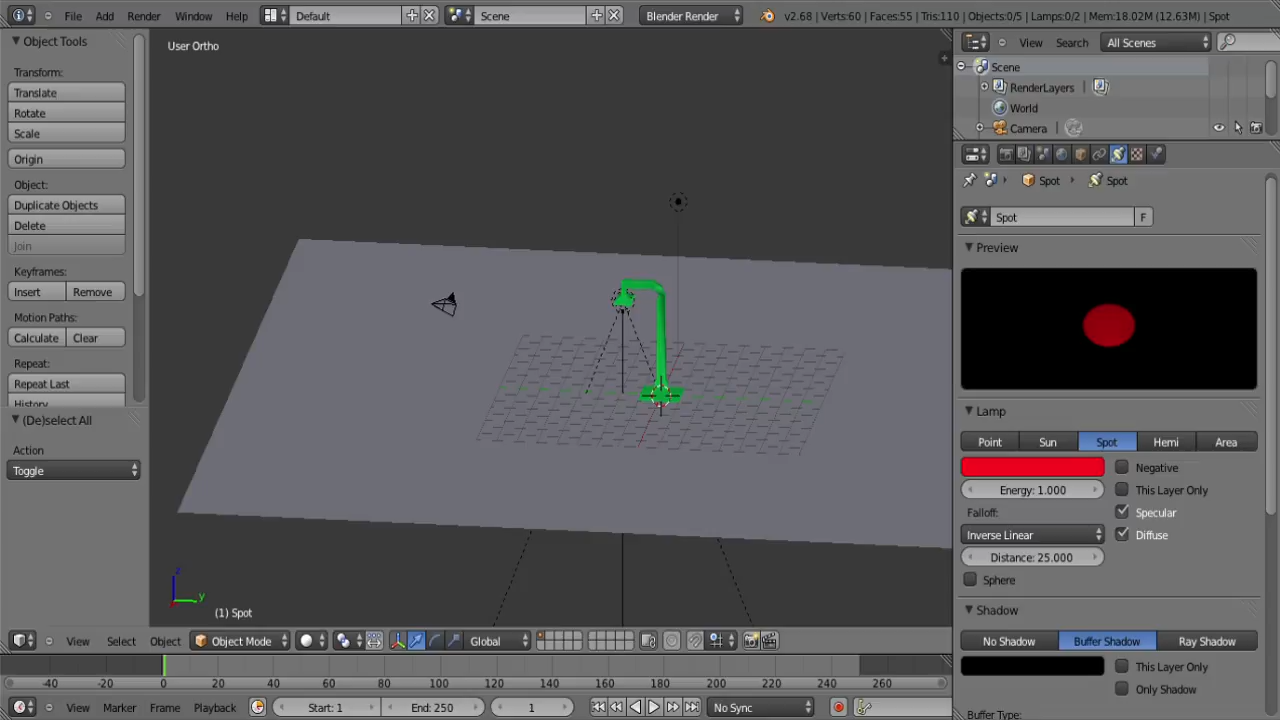 File Add Render Window Help Default Scene Blender Render v2.68 | Verts:60 | Faces:55 | Tris:110 | Objects:0/5 | Lamps:0/2 | Mem:18.02M (12.63M) | Spot
Object Tools
Transform:
Translate
Rotate
Scale
Origin
Object:
Duplicate Objects
Delete
Join
Keyframes:
Insert Remove
Motion Paths:
Calculate Clear
Repeat:
Repeat Last
History
(De)select All
Action
Toggle
User Ortho
z
y
(1) Spot
View Select Object Object Mode Global
-40 -20 0 20 40 60 80 100 120 140 160 180 200 220 240 260
View Marker Frame Playback Start: 1 End: 250 1 No Sync
View Search All Scenes
Scene
RenderLayers |
World
Camera |
Spot Spot
Spot F
Preview
Lamp
Point Sun Spot Hemi Area
Negative
Energy: 1.000 This Layer Only
Falloff: Specular
Inverse Linear Diffuse
Distance: 25.000
Sphere
Shadow
No Shadow Buffer Shadow Ray Shadow
This Layer Only
Only Shadow
Buffer Type: